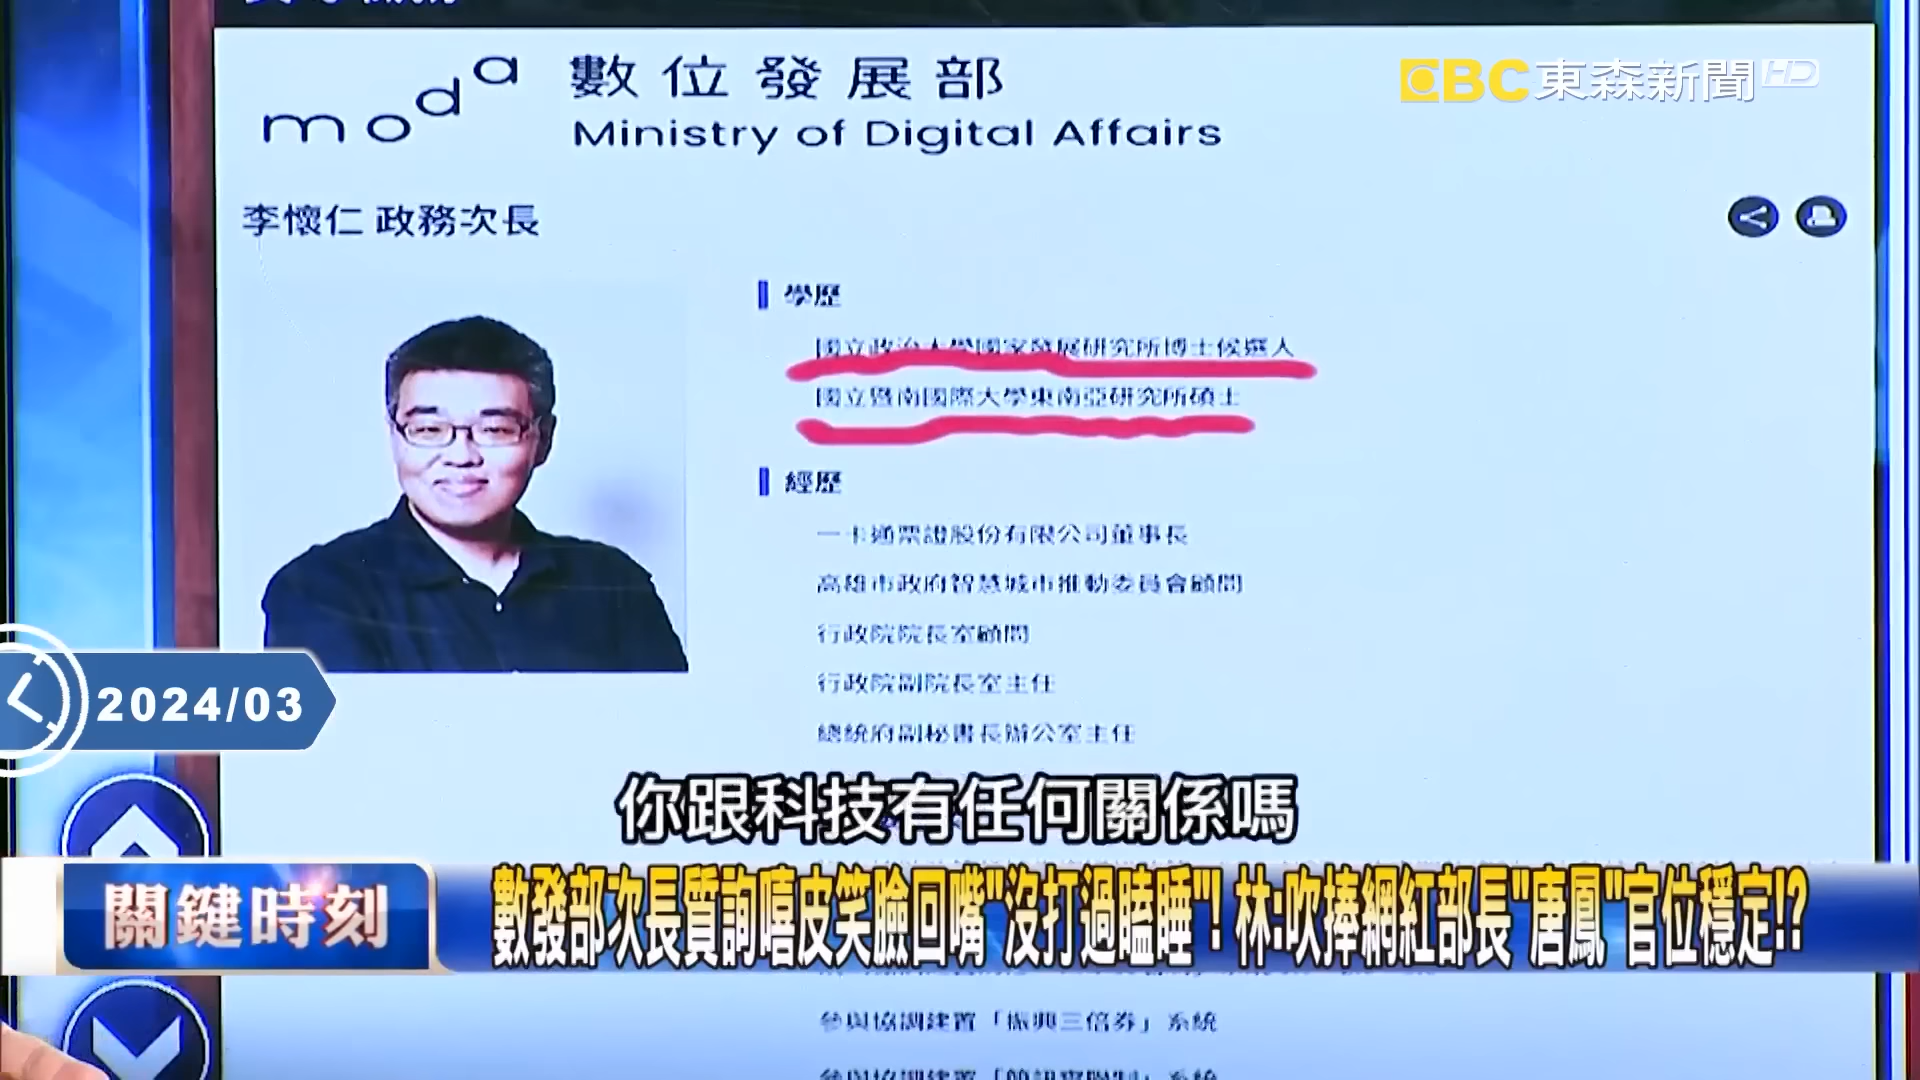 moda 數位發展部
Ministry of Digital Affairs
EBC東森新聞HD
李懷仁 政務次長
學歷
國立政治大學國家發展研究所博士候選人
國立暨南國際大學東南亞研究所碩士
經歷
一卡通票證股份有限公司董事長
高雄市政府智慧城市推動委員會顧問
行政院院長室顧問
行政院副院長室主任
總統府副秘書長辦公室主任
2024/03
你跟科技有任何關係嗎
關鍵時刻
數發部次長質詢嘻皮笑臉回嘴"沒打過瞌睡"! 林:吹捧網紅部長"唐鳳"官位穩定!?
參與協調建置「振興三倍券」系統